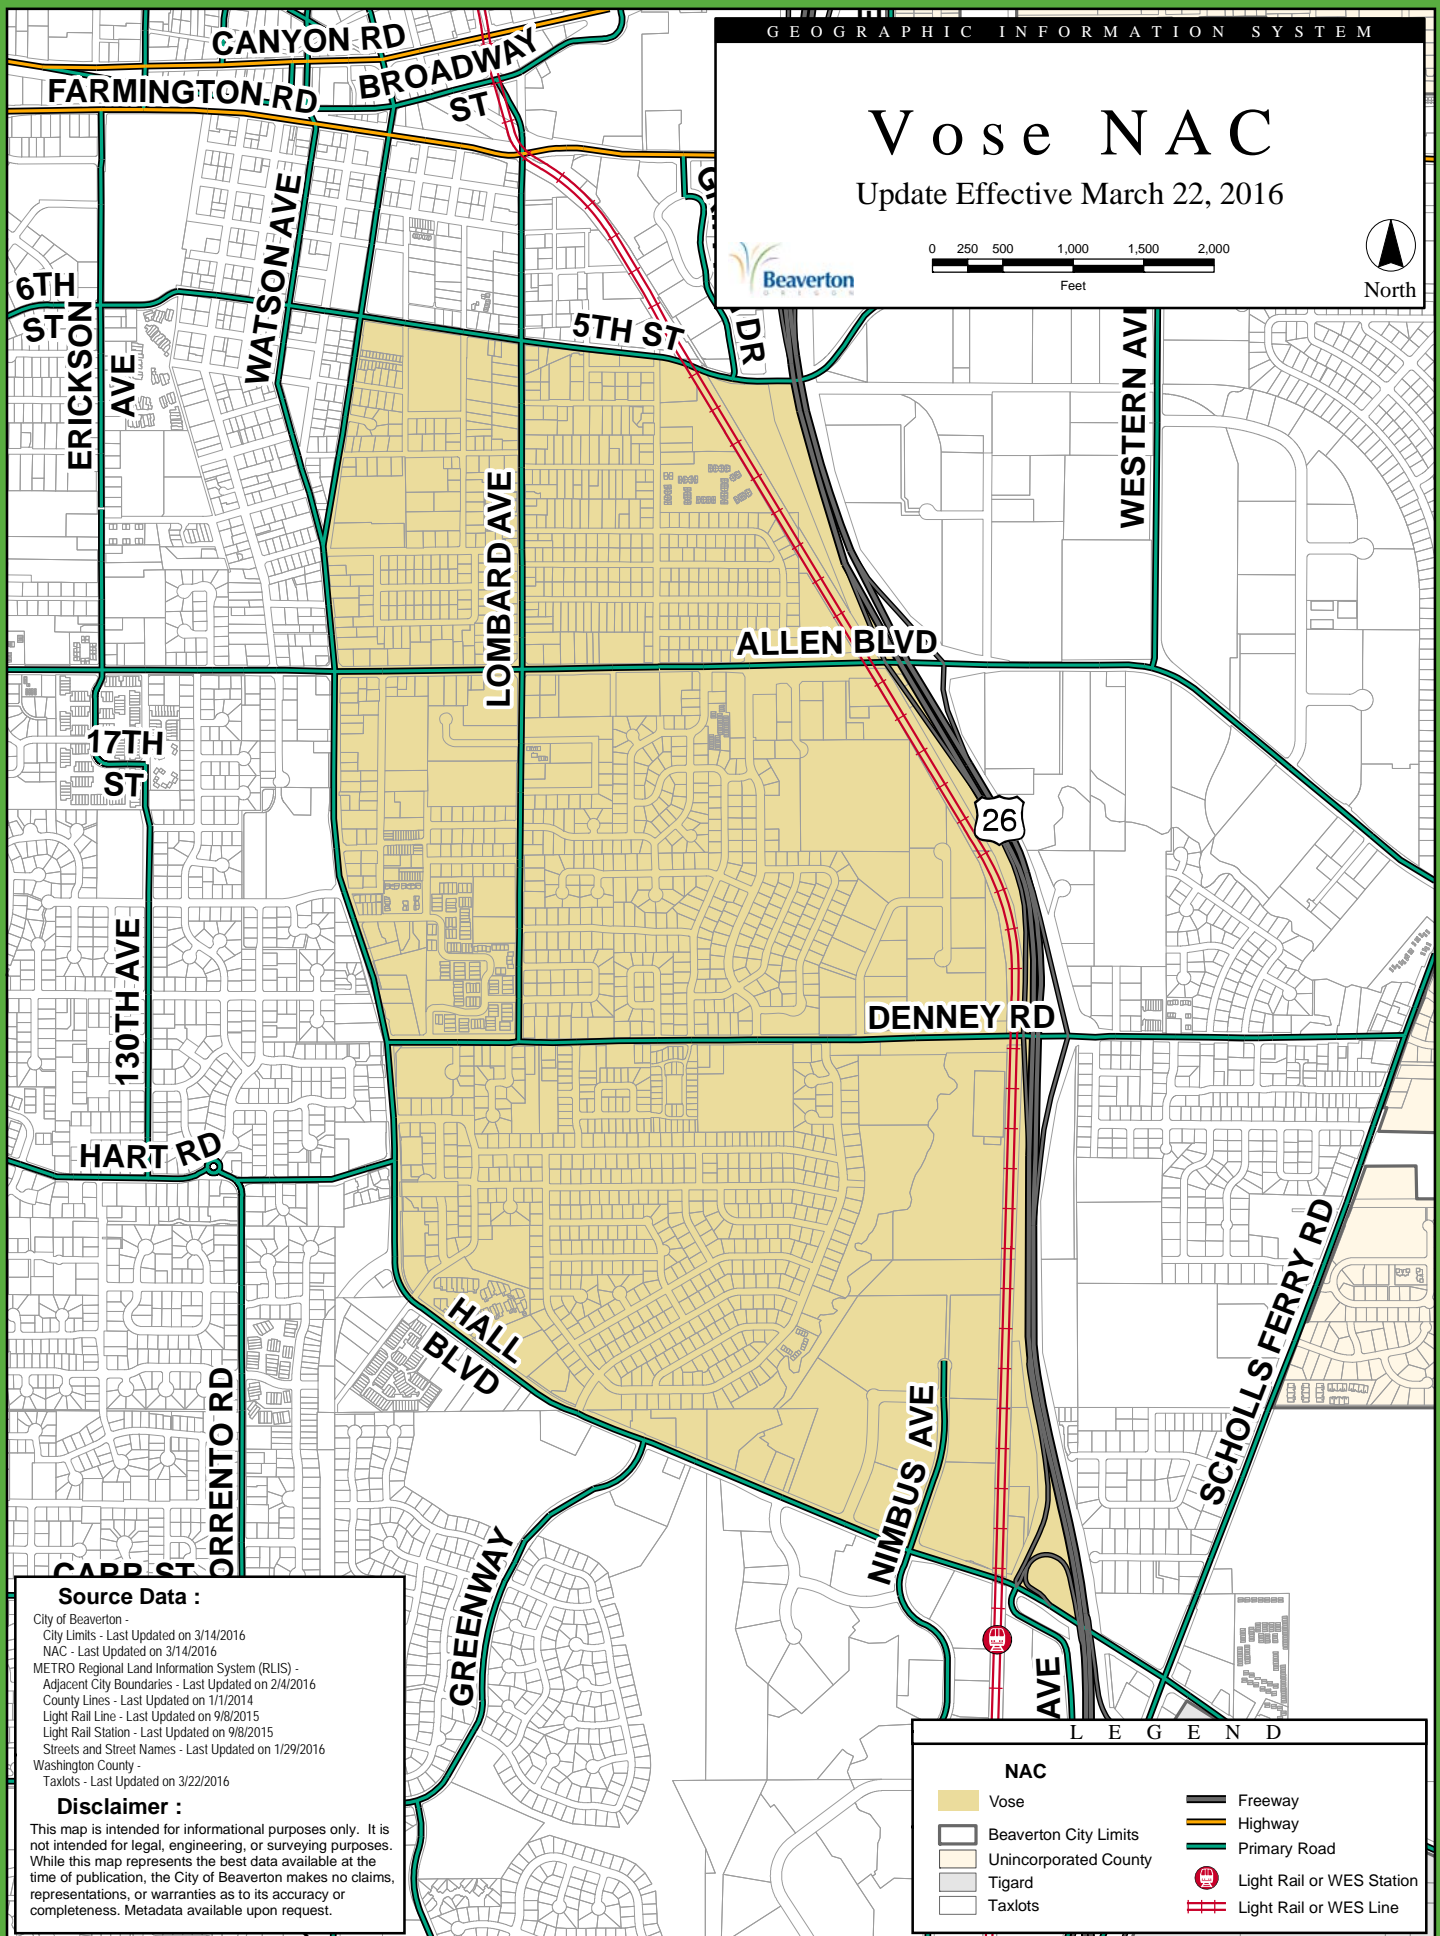 GEOGRAPHIC INFORMATION SYSTEM
Vose NAC
Update Effective March 22, 2016
Beaverton
OREGON
0 250 500 1,000 1,500 2,000
Feet
North
CANYON RD
FARMINGTON RD
BROADWAY
ST
WATSON AVE
6TH
ST
ERICKSON
AVE
5TH ST
DR
WESTERN AVE
LOMBARD AVE
ALLEN BLVD
17TH
ST
26
130TH AVE
DENNEY RD
HART RD
HALL
BLVD
SCHOLLS FERRY RD
NIMBUS AVE
ORRENTO RD
CARR ST
GREENWAY
AVE
Source Data :
City of Beaverton -
City Limits - Last Updated on 3/14/2016
NAC - Last Updated on 3/14/2016
METRO Regional Land Information System (RLIS) -
Adjacent City Boundaries - Last Updated on 2/4/2016
County Lines - Last Updated on 1/1/2014
Light Rail Line - Last Updated on 9/8/2015
Light Rail Station - Last Updated on 9/8/2015
Streets and Street Names - Last Updated on 1/29/2016
Washington County -
Taxlots - Last Updated on 3/22/2016
Disclaimer :
This map is intended for informational purposes only. It is
not intended for legal, engineering, or surveying purposes.
While this map represents the best data available at the
time of publication, the City of Beaverton makes no claims,
representations, or warranties as to its accuracy or
completeness. Metadata available upon request.
LEGEND
NAC
Vose
Beaverton City Limits
Unincorporated County
Tigard
Taxlots
Freeway
Highway
Primary Road
Light Rail or WES Station
Light Rail or WES Line